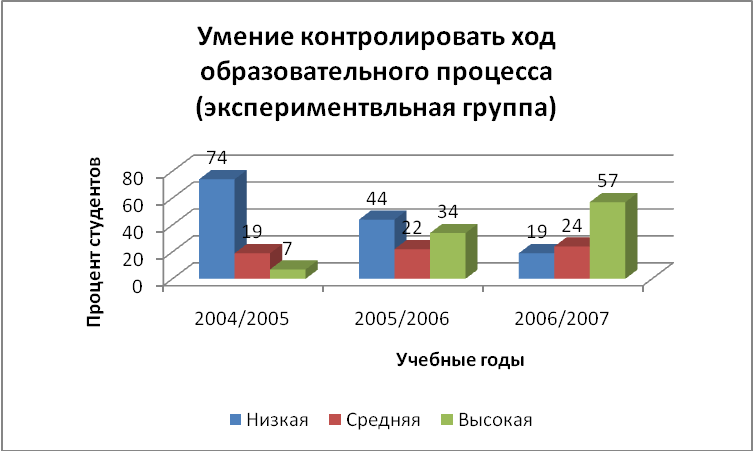 Умение контролировать ход
образовательного процесса
(экспериментвльная группа)
Процент студентов
80
60
40
20
0
74
19
7
44
22
34
19
24
57
2004/2005
2005/2006
2006/2007
Учебные годы
Низкая
Средняя
Высокая